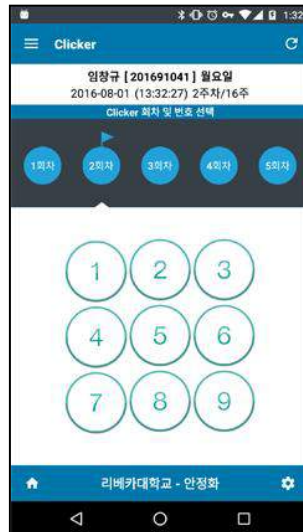 1:32
Clicker
임창규 [201691041] 월요일
2016-08-01 (13:32:27) 2주차/16주
Clicker 회차 및 번호 선택
1회차 2회차 3회차 4회차 5회차
1 2 3
4 5 6
7 8 9
리베카대학교 - 안정화